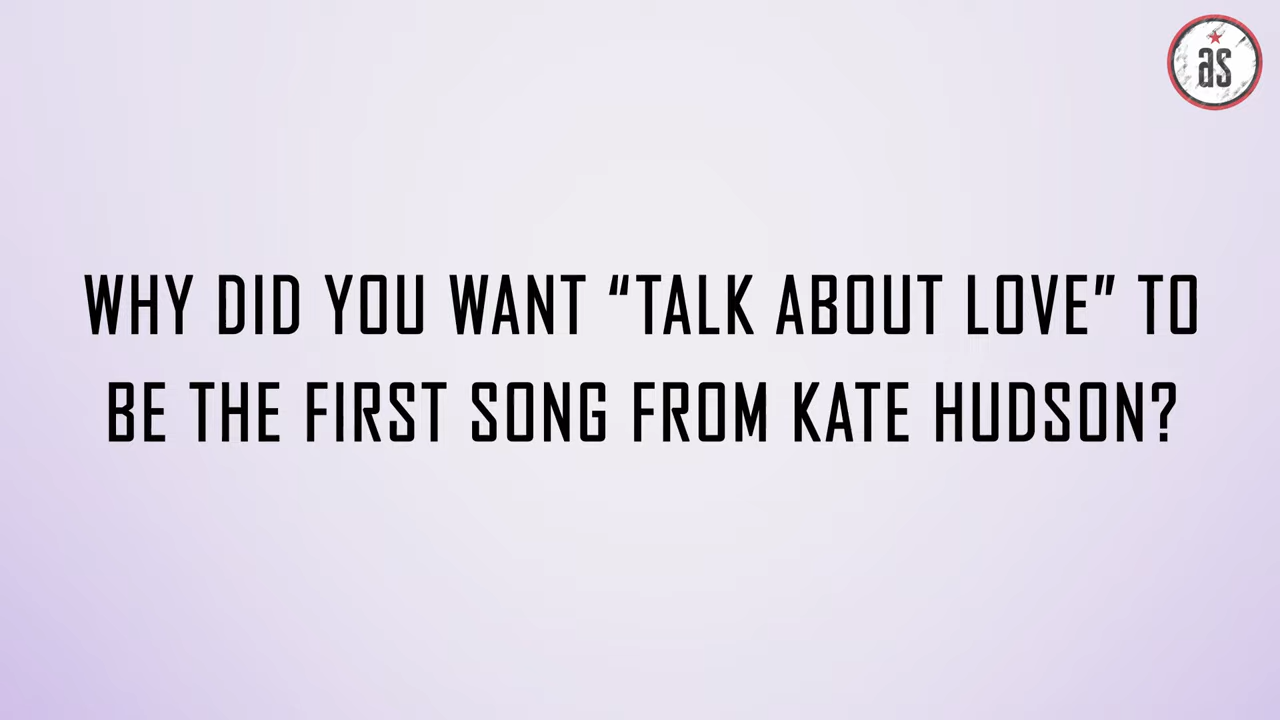 as
WHY DID YOU WANT “TALK ABOUT LOVE” TO
BE THE FIRST SONG FROM KATE HUDSON?